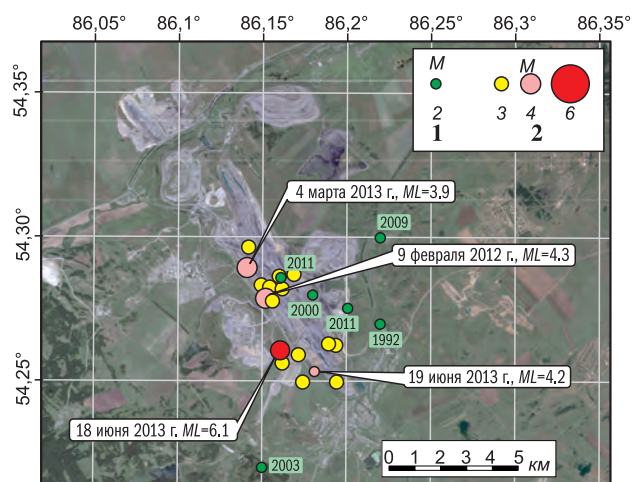 86,05° 86,10° 86,15° 86,2° 86,25° 86,3° 86,35°
54,35°
54,30°
54,25°
M M
2 3 4 6
1 2
4 марта 2013 г., ML=3,9
2009
9 февраля 2012 г., ML=4.3
2011
2000
2011
1992
19 июня 2013 г., ML=4,2
18 июня 2013 г. ML=6.1
2003
0 1 2 3 4 5
км